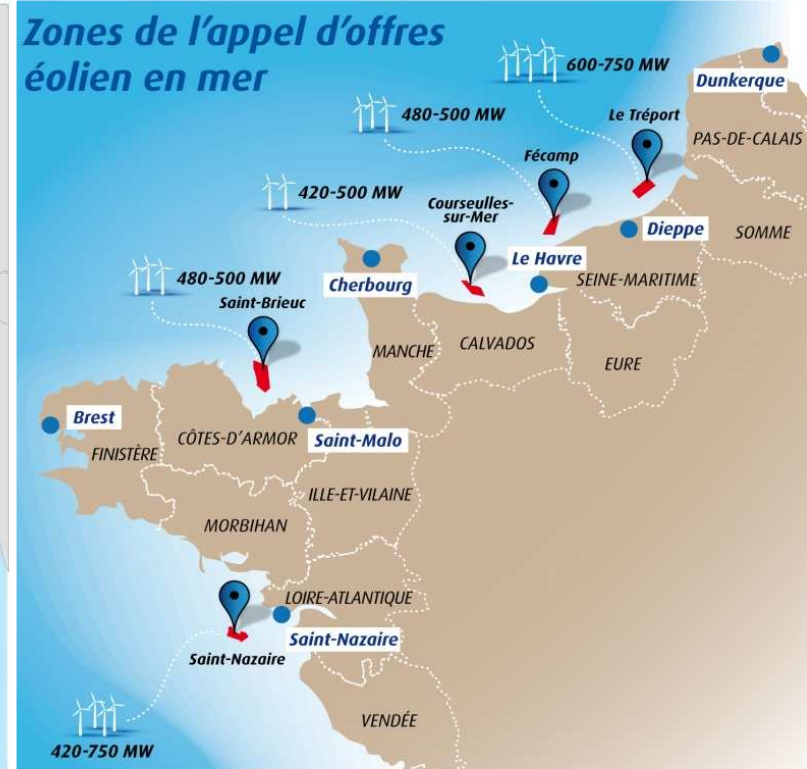 Zones de l'appel d'offres
éolien en mer
600-750 MW
Dunkerque
480-500 MW
Le Tréport
PAS-DE-CALAIS
Fécamp
420-500 MW
Courseulles-
sur-Mer
Dieppe
SOMME
Le Havre
480-500 MW
Cherbourg
SEINE-MARITIME
Saint-Brieuc
MANCHE
CALVADOS
EURE
Brest
CÔTES-D'ARMOR
Saint-Malo
FINISTÈRE
ILLE-ET-VILAINE
MORBIHAN
LOIRE-ATLANTIQUE
Saint-Nazaire
Saint-Nazaire
VENDÉE
420-750 MW